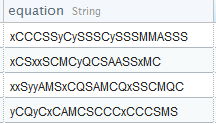 equation String
xCCCSSyCySSSCySSSMMASSS
xCSxxSCMCyQCSAASSxMC
xxSyyAMSxCQSAMCQxSSCMQC
yCQyCxCAMCSCCCxCCCSMS